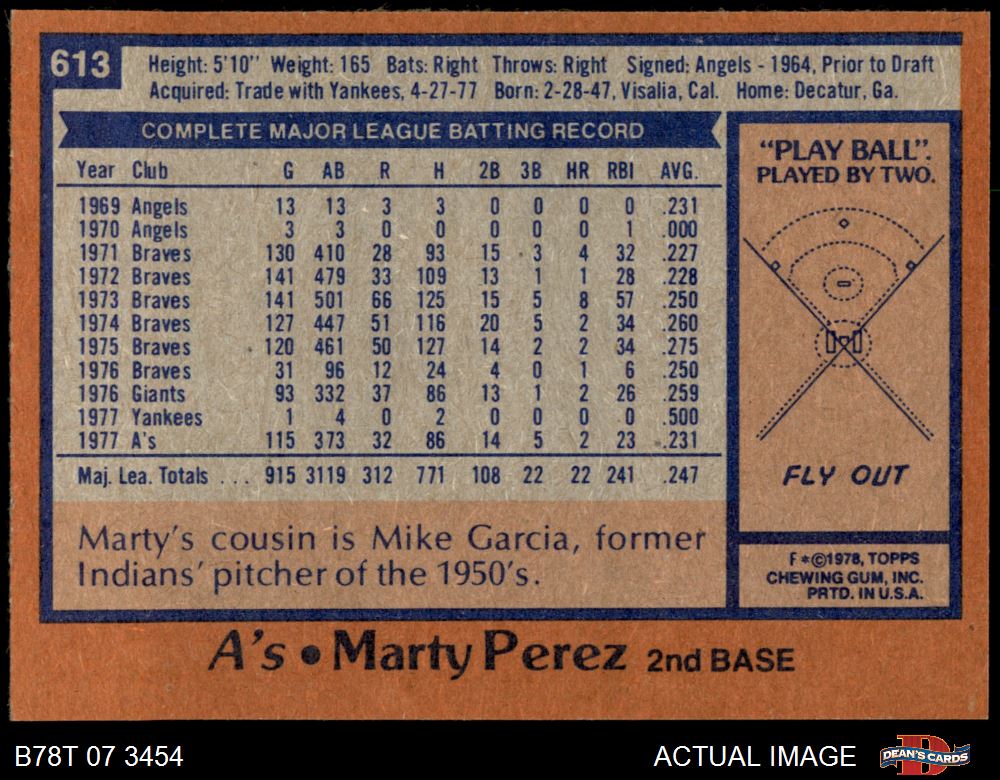 613
Height: 5'10" Weight: 165 Bats: Right Throws: Right Signed: Angels - 1964, Prior to Draft
Acquired: Trade with Yankees, 4-27-77 Born: 2-28-47, Visalia, Cal. Home: Decatur, Ga.
COMPLETE MAJOR LEAGUE BATTING RECORD
Year Club G AB R H 2B 3B HR RBI AVG.
1969 Angels 13 13 3 3 0 0 0 0 .231
1970 Angels 3 3 0 0 0 0 0 1 .000
1971 Braves 130 410 28 93 15 3 4 32 .227
1972 Braves 141 479 33 109 13 1 1 28 .228
1973 Braves 141 501 66 125 15 5 8 57 .250
1974 Braves 127 447 51 116 20 5 2 34 .260
1975 Braves 120 461 50 127 14 2 2 34 .275
1976 Braves 31 96 12 24 4 0 1 6 .250
1976 Giants 93 332 37 86 13 1 2 26 .259
1977 Yankees 1 4 0 2 0 0 0 0 .500
1977 A's 115 373 32 86 14 5 2 23 .231
Maj. Lea. Totals ... 915 3119 312 771 108 22 22 241 .247
Marty's cousin is Mike Garcia, former
Indians' pitcher of the 1950's.
"PLAY BALL".
PLAYED BY TWO.
FLY OUT
F*©1978, TOPPS
CHEWING GUM, INC.
PRTD. IN U.S.A.
A's • Marty Perez 2nd BASE
B78T 07 3454
ACTUAL IMAGE
DEAN'S CARDS